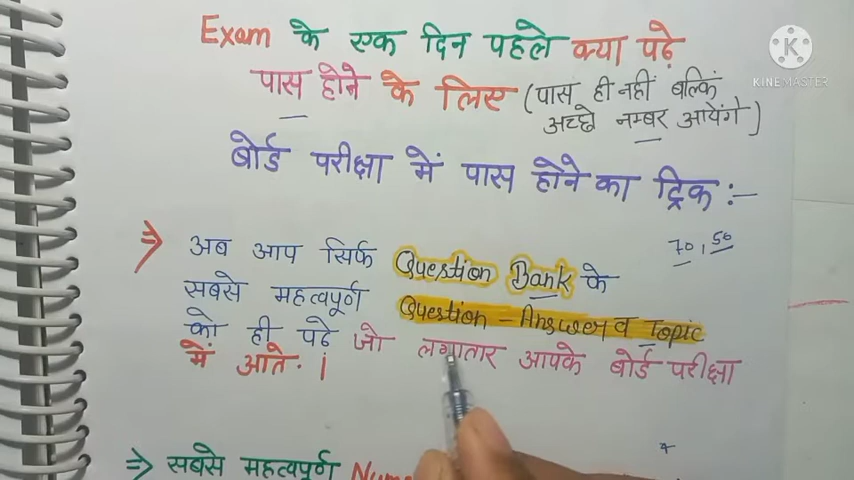 Exam के एक दिन पहले क्या पढ़े
पास होने के लिए (पास ही नहीं बल्कि
अच्छे नम्बर आयेंगे)
बोर्ड परीक्षा में पास होने का ट्रिक :-
70, 50
⇒ अब आप सिर्फ Question Bank के
सबसे महत्वपूर्ण Question - Answer व Topic
को ही पढे जो लगातार आपके बोर्ड परीक्षा
में आते ।
⇒ सबसे महत्वपूर्ण
K
KINEMASTER